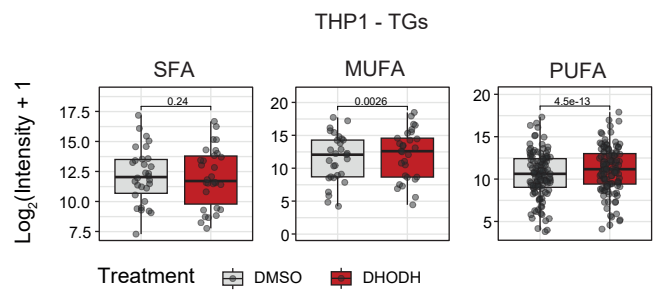 THP1 - TGs
SFA
MUFA
PUFA
Log2(Intensity + 1
0.24
0.0026
4.5e-13
17.5
15.0
12.5
10.0
7.5
20
15
10
5
0
20
15
10
5
Treatment
DMSO
DHODH